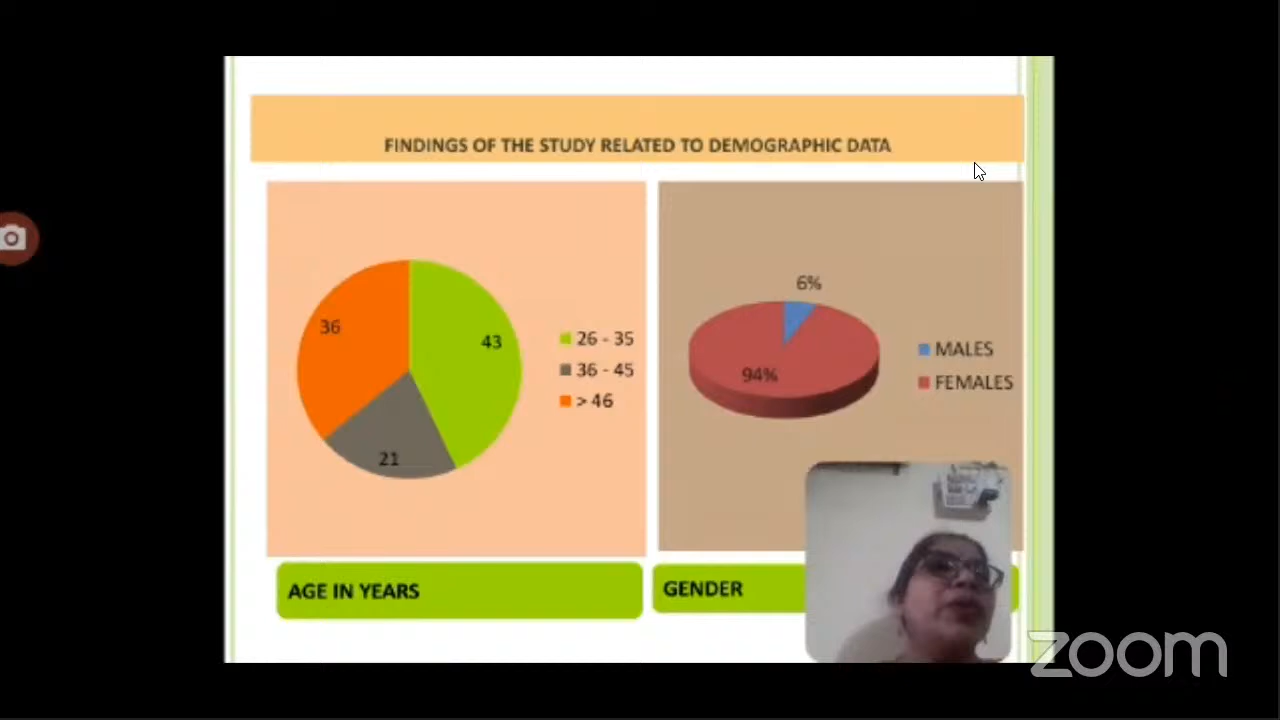 FINDINGS OF THE STUDY RELATED TO DEMOGRAPHIC DATA
36
43
21
26 - 35
36 - 45
> 46
6%
94%
MALES
FEMALES
AGE IN YEARS
GENDER
zoom